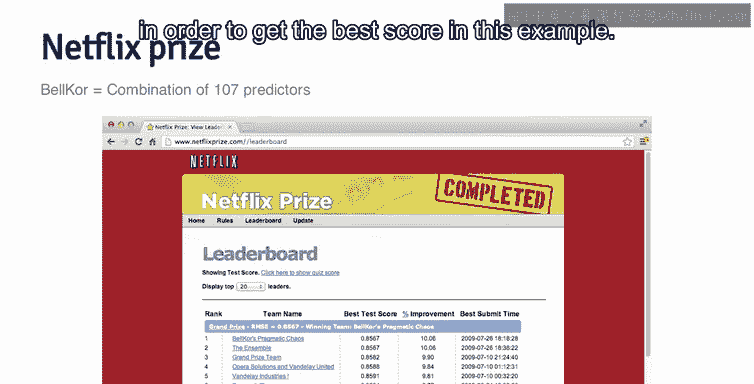 in order to get the best score in this example.
Netflix prize
BellKor = Combination of 107 predictors
Netflix Prize: View Leader
www.netflixprize.com//leaderboard
NETFLIX
Netflix Prize
COMPLETED
Home Rules Leaderboard Update
Leaderboard
Showing Test Score. Click here to show quiz score
Display top 20 leaders.
Rank Team Name Best Test Score % Improvement Best Submit Time
Grand Prize - RMSE = 0.8567 - Winning Team: BellKor's Pragmatic Chaos
1 BellKor's Pragmatic Chaos 0.8567 10.06 2009-07-26 18:18:28
2 The Ensemble 0.8567 10.06 2009-07-26 18:38:22
3 Grand Prize Team 0.8582 9.90 2009-07-10 21:24:40
4 Opera Solutions and Vandelay United 0.8588 9.84 2009-07-10 01:12:31
5 Vandelay Industries ! 0.8591 9.81 2009-07-10 00:32:20